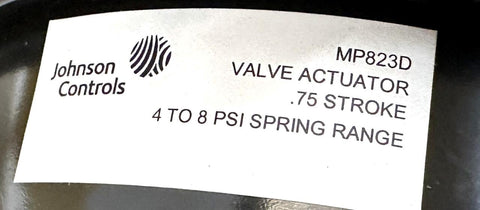 Johnson
Controls
MP823D
VALVE ACTUATOR
.75 STROKE
4 TO 8 PSI SPRING RANGE